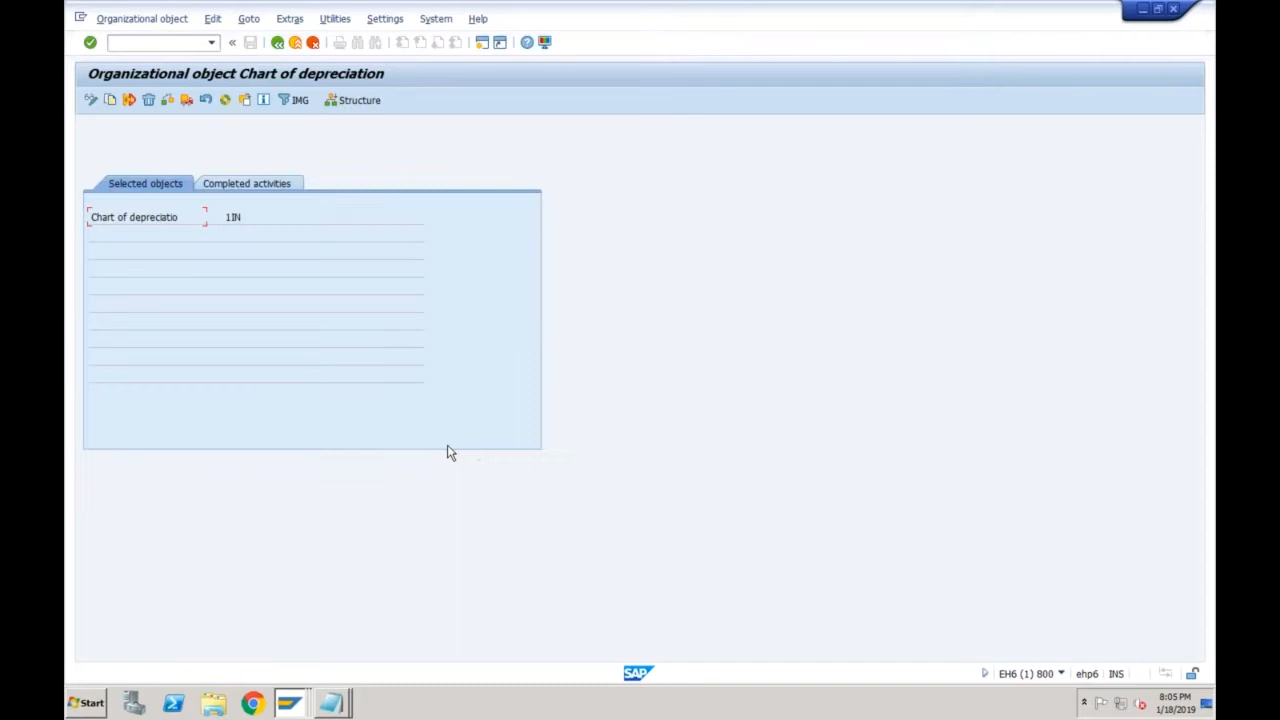 Organizational object Edit Goto Extras Utilities Settings System Help
Organizational object Chart of depreciation
IMG Structure
Selected objects Completed activities
Chart of depreciatio 1IN
SAP
EH6 (1) 800 ehp6 INS
Start
8:05 PM
1/18/2019